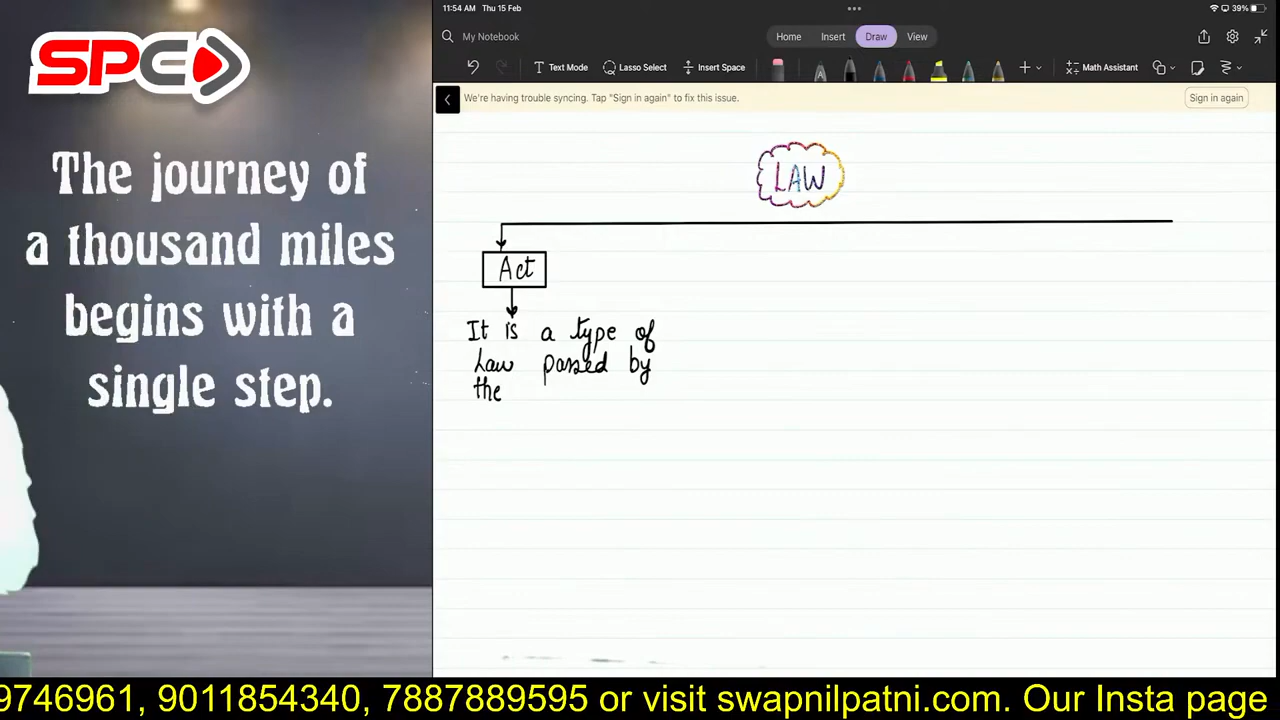 11:54 AM Thu 15 Feb
39%
My Notebook
Home Insert Draw View
Text Mode Lasso Select Insert Space Math Assistant
We're having trouble syncing. Tap "Sign in again" to fix this issue.
Sign in again
SPE
The journey of
a thousand miles
begins with a
single step.
LAW
Act
It is a type of
Law passed by
the
9746961, 9011854340, 7887889595 or visit swapnilpatni.com. Our Insta page